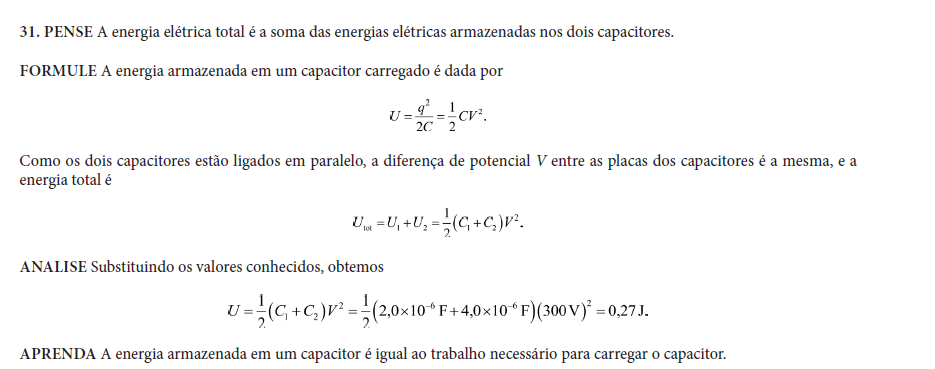 31. PENSE A energia elétrica total é a soma das energias elétricas armazenadas nos dois capacitores.
FORMULE A energia armazenada em um capacitor carregado é dada por
U = q²/2C = 1/2 CV².
Como os dois capacitores estão ligados em paralelo, a diferença de potencial V entre as placas dos capacitores é a mesma, e a
energia total é
U_tot = U₁ + U₂ = 1/2 (C₁ + C₂)V².
ANALISE Substituindo os valores conhecidos, obtemos
U = 1/2 (C₁ + C₂)V² = 1/2 (2,0×10⁻⁶ F + 4,0×10⁻⁶ F)(300 V)² = 0,27 J.
APRENDA A energia armazenada em um capacitor é igual ao trabalho necessário para carregar o capacitor.